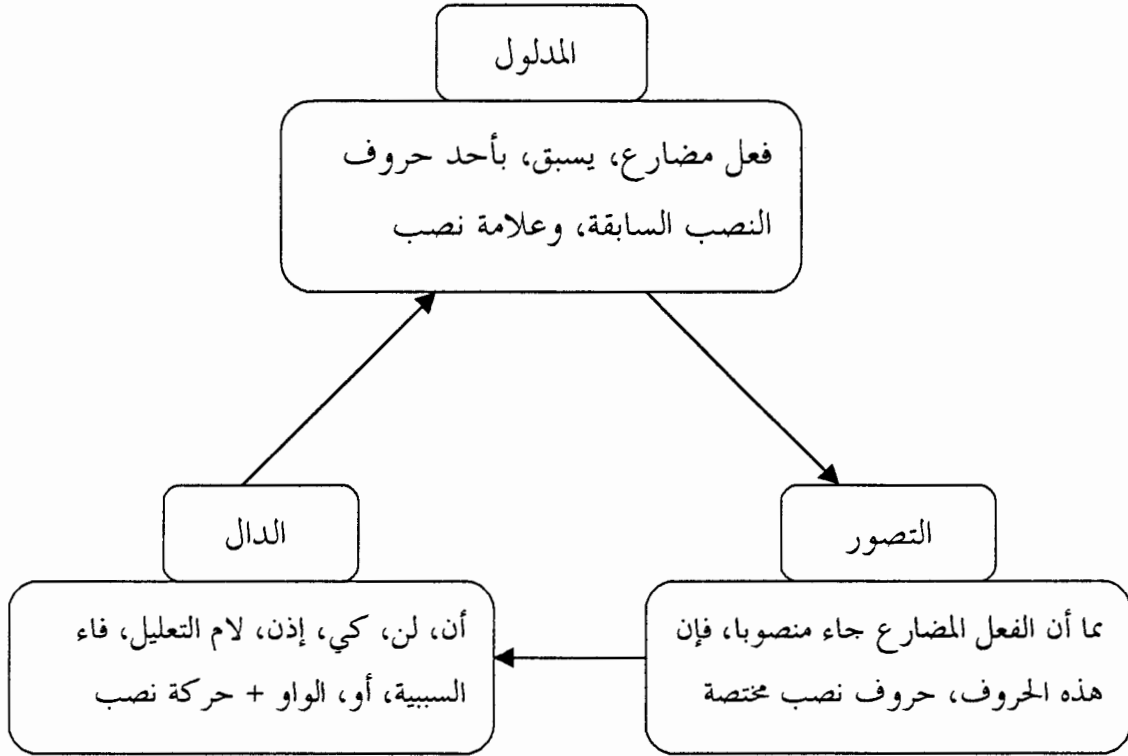 المدلول
فعل مضارع، يسبق، بأحد حروف
النصب السابقة، وعلامة نصب
التصور
بما أن الفعل المضارع جاء منصوبا، فإن
هذه الحروف، حروف نصب مختصة
الدال
أن، لن، كي، إذن، لام التعليل، فاء
السببية، أو، الواو + حركة نصب